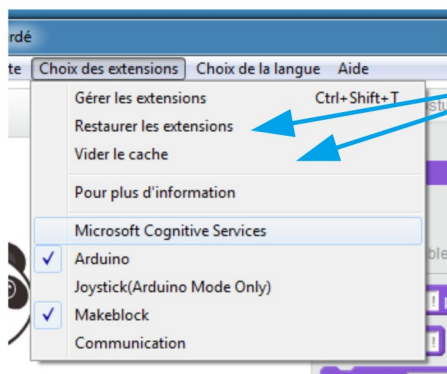 rdé
te Choix des extensions Choix de la langue Aide
Gérer les extensions Ctrl+Shift+T
Restaurer les extensions
Vider le cache
Pour plus d'information
Microsoft Cognitive Services
Arduino
Joystick(Arduino Mode Only)
Makeblock
Communication